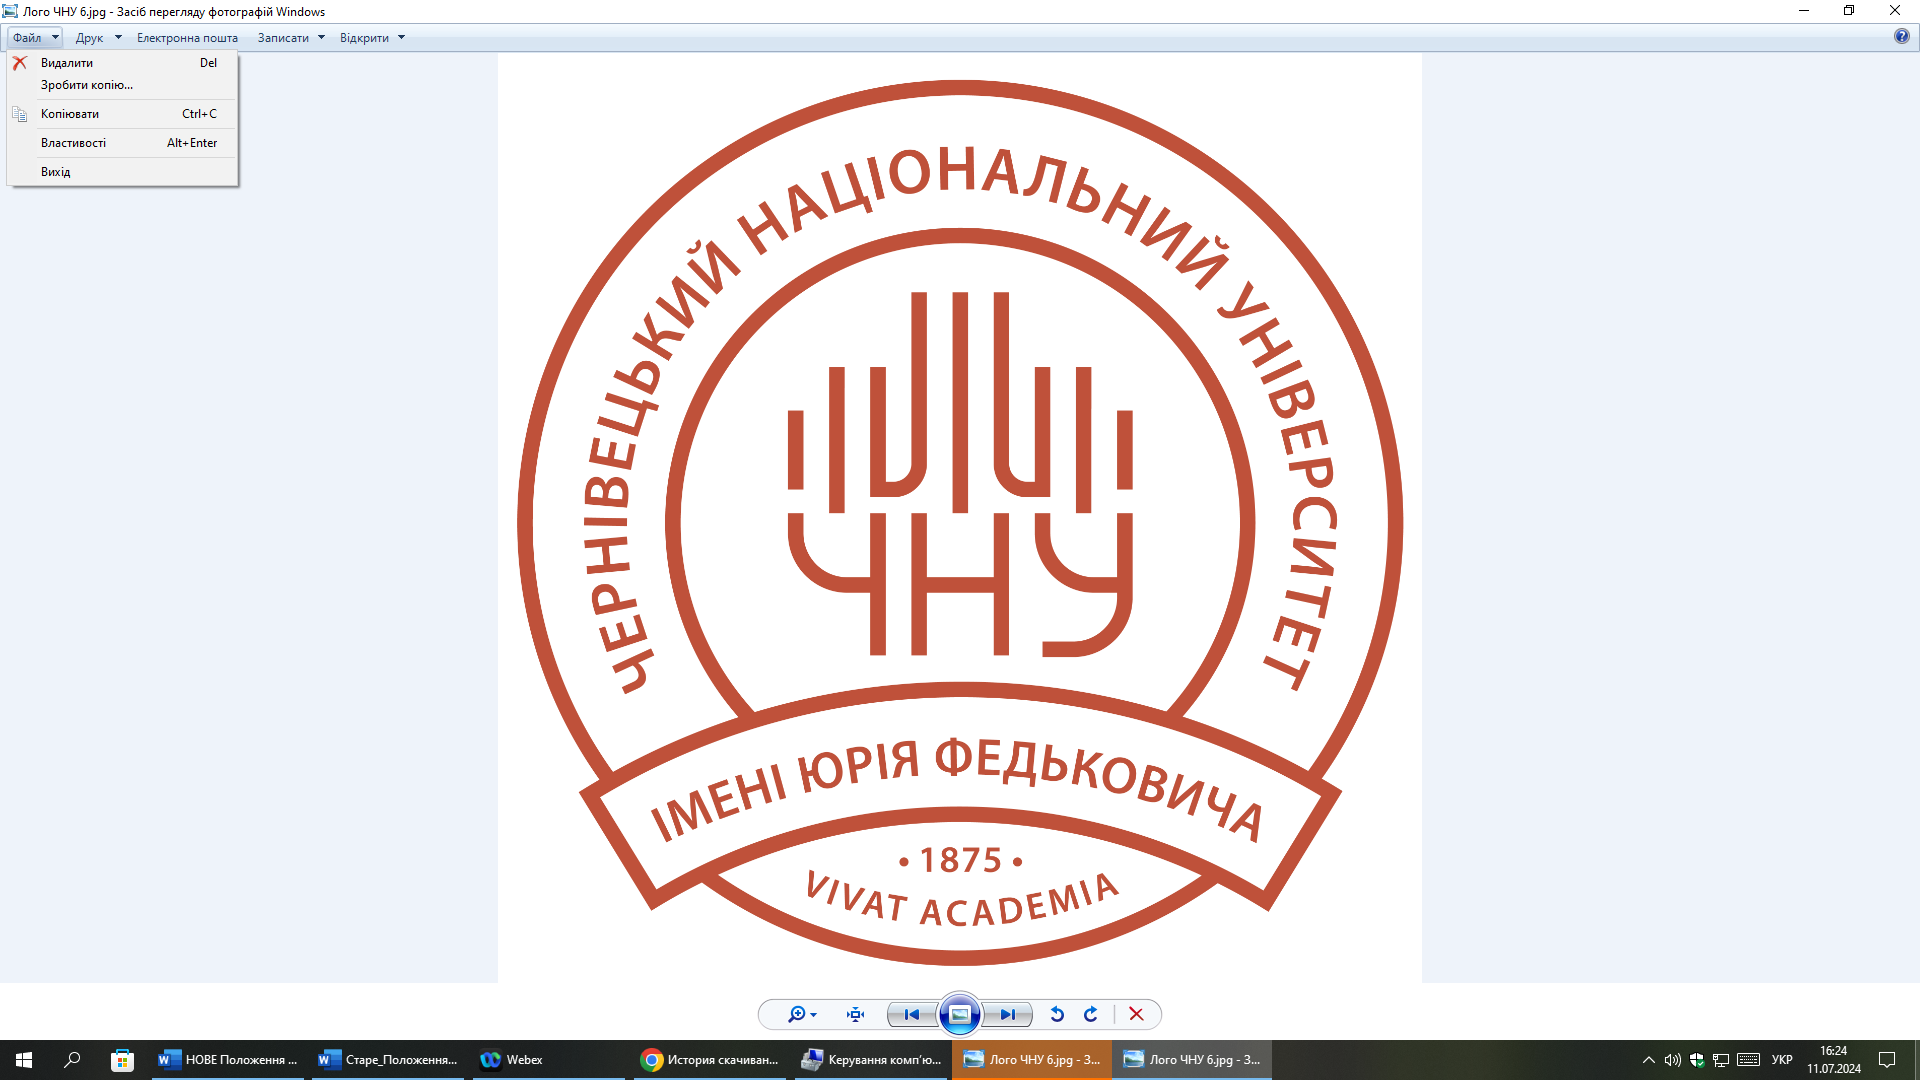 Лого ЧНУ 6.jpg - Засіб перегляду фотографій Windows
Файл Друк Електронна пошта Записати Відкрити
Видалити Del
Зробити копію...
Копіювати Ctrl+C
Властивості Alt+Enter
Вихід
ЧЕРНІВЕЦЬКИЙ НАЦІОНАЛЬНИЙ УНІВЕРСИТЕТ
ЧНУ
ІМЕНІ ЮРІЯ ФЕДЬКОВИЧА
• 1875 •
VIVAT ACADEMIA
НОВЕ Положення ... Старе_Положення... Webex История скачиван... Керування комп’ю... Лого ЧНУ 6.jpg - З... Лого ЧНУ 6.jpg - З... УКР 16:24
11.07.2024